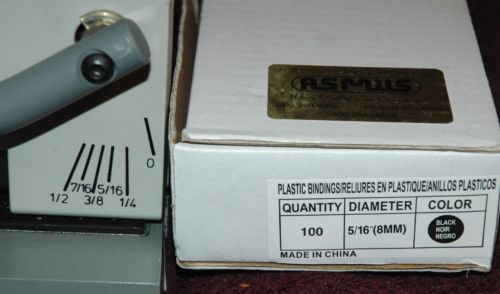 0
7/16 5/16
1/2 3/8 1/4
PLASTIC BINDINGS/RELIURES EN PLASTIQUE/ANILLOS PLASTICOS
QUANTITY DIAMETER COLOR
100 5/16"(8MM) BLACK
NOIR
NEGRO
MADE IN CHINA